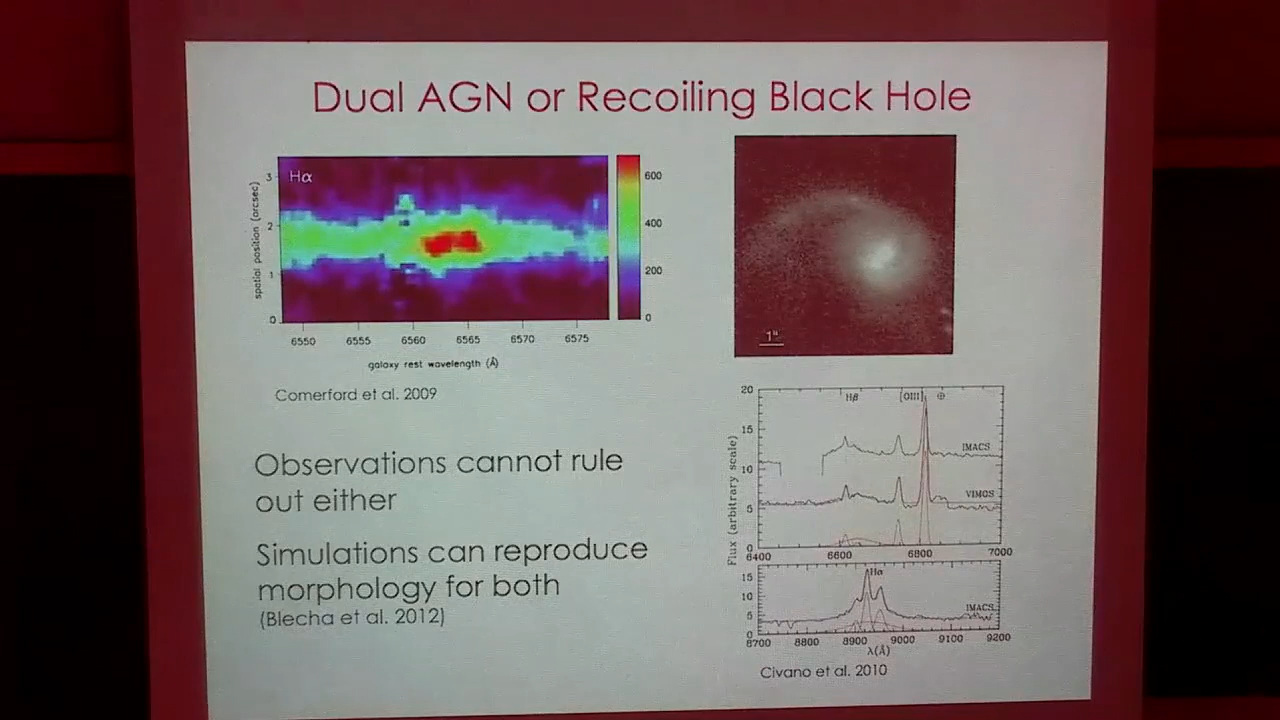 Dual AGN or Recoiling Black Hole
Hα
spatial position (arcsec)
3
2
1
0
600
400
200
0
6550 6555 6560 6565 6570 6575
galaxy rest wavelength (Å)
Comerford et al. 2009
Observations cannot rule
out either
Simulations can reproduce
morphology for both
(Blecha et al. 2012)
1"
Flux (arbitrary scale)
20
15
10
5
0
Hβ [OIII] ⊕
IMACS
VIMOS
6400 6600 6800 7000
15
10
5
0
Hα
IMACS
8700 8800 8900 9000 9100 9200
λ(Å)
Civano et al. 2010